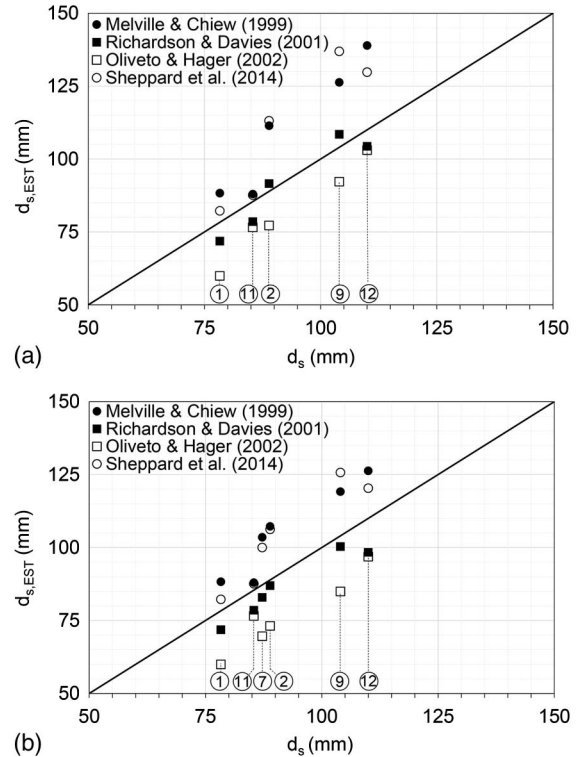 150
● Melville & Chiew (1999)
■ Richardson & Davies (2001)
□ Oliveto & Hager (2002)
○ Sheppard et al. (2014)
125
100
75
50
d_s,EST (mm)
① ⑪ ② ⑨ ⑫
50 75 100 125 150
(a)
d_s (mm)
150
● Melville & Chiew (1999)
■ Richardson & Davies (2001)
□ Oliveto & Hager (2002)
○ Sheppard et al. (2014)
125
100
75
50
d_s,EST (mm)
① ⑪ ⑦ ② ⑨ ⑫
50 75 100 125 150
(b)
d_s (mm)